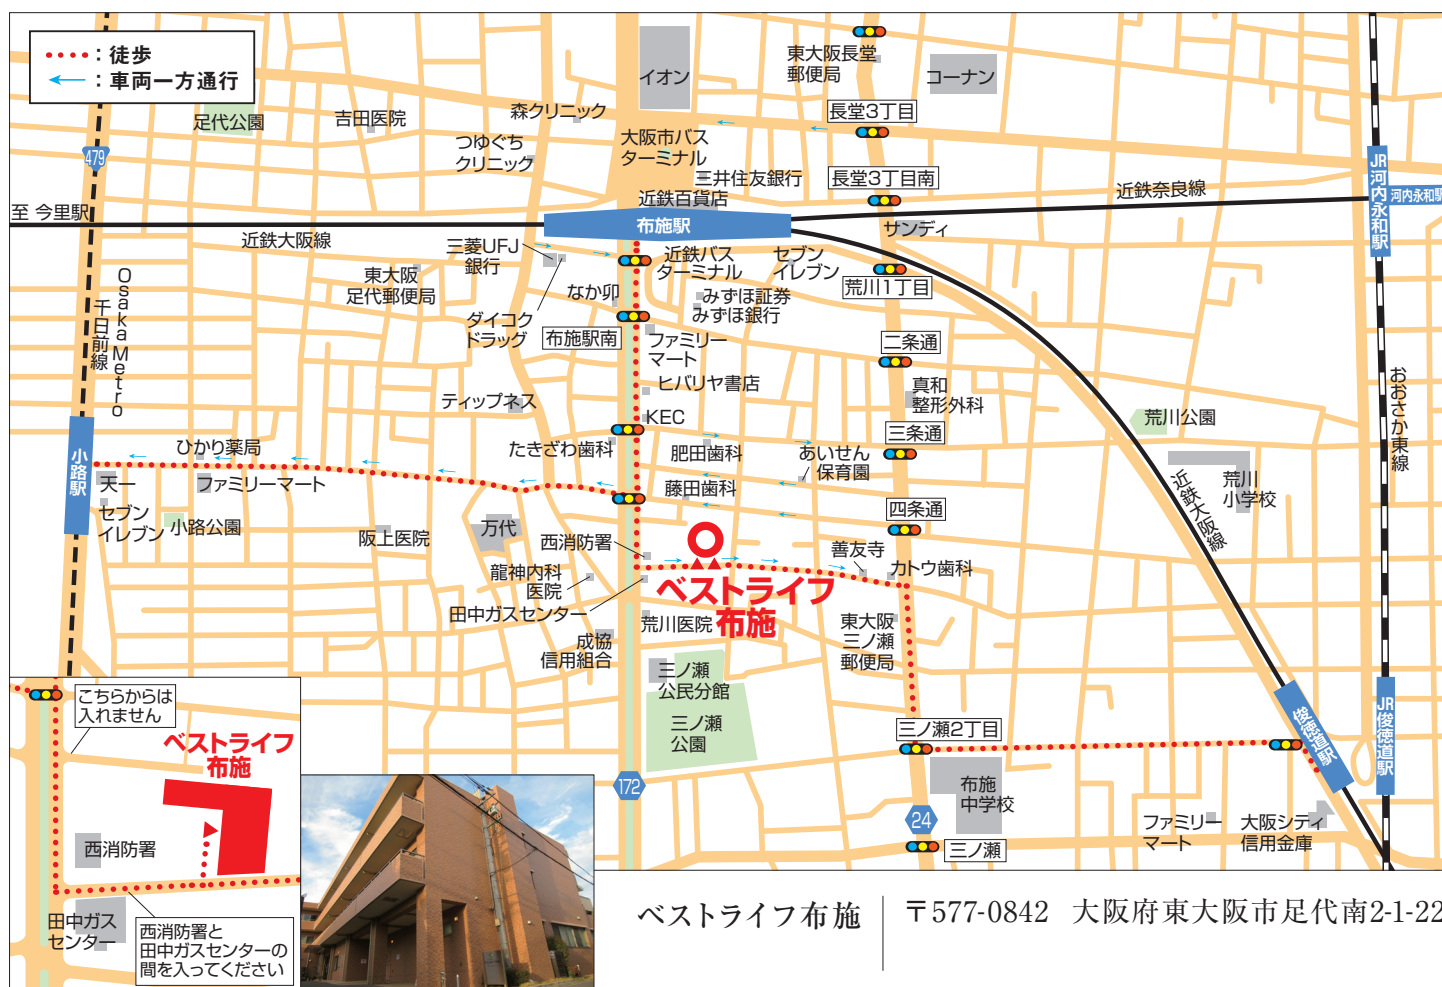 ：徒歩
：車両一方通行
足代公園
吉田医院
森クリニック
つゆぐち
クリニック
イオン
大阪市バス
ターミナル
三井住友銀行
近鉄百貨店
東大阪長堂
郵便局
コーナン
長堂3丁目
長堂3丁目南
近鉄奈良線
JR河内永和駅
河内永和駅
479
至 今里駅
近鉄大阪線
布施駅
サンディ
三菱UFJ
銀行
近鉄バス
ターミナル
セブン
イレブン
荒川1丁目
東大阪
足代郵便局
なか卯
みずほ証券
みずほ銀行
ダイコク
ドラッグ
布施駅南
ファミリー
マート
二条通
Osaka Metro
千日前線
ヒバリヤ書店
真和
整形外科
ティップネス
KEC
荒川公園
おおさか東線
たきざわ歯科
三条通
ひかり薬局
肥田歯科
あいせん
保育園
小路駅
天一
ファミリーマート
藤田歯科
荒川
小学校
近鉄大阪線
セブン
イレブン
小路公園
阪上医院
万代
四条通
西消防署
善友寺
カトウ歯科
龍神内科
医院
ベストライフ
布施
田中ガスセンター
荒川医院
東大阪
三ノ瀬
郵便局
成協
信用組合
三ノ瀬
公民分館
三ノ瀬
公園
三ノ瀬2丁目
俊徳道駅
JR俊徳道駅
172
布施
中学校
24
三ノ瀬
ファミリー
マート
大阪シティ
信用金庫
こちらからは
入れません
ベストライフ
布施
西消防署
田中ガス
センター
西消防署と
田中ガスセンターの
間を入ってください
ベストライフ布施
〒577-0842 大阪府東大阪市足代南2-1-22